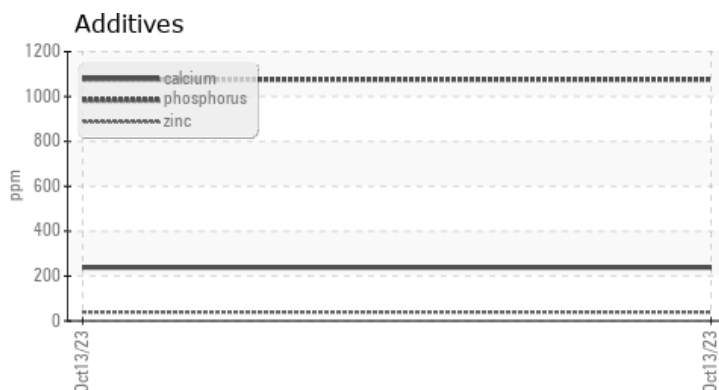 Additives
1200
1000
800
600
400
200
0
ppm
calcium
phosphorus
zinc
Oct13/23
Oct13/23